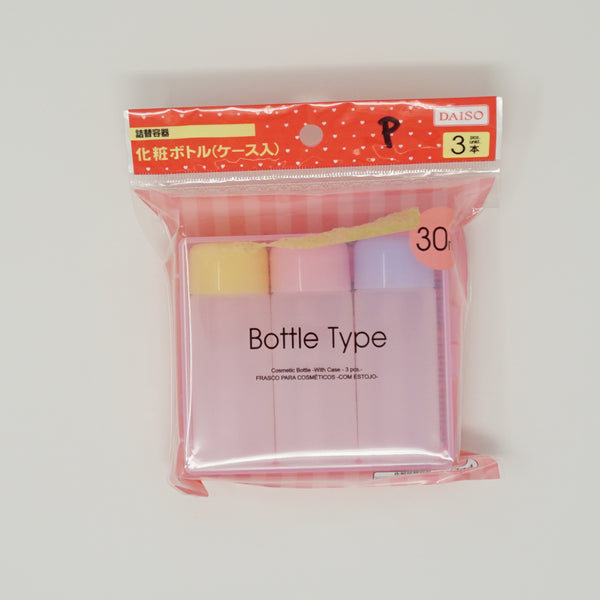 詰替容器
化粧ボトル(ケース入)
P
DAISO
3 PCS.
UNID.
本
30
Bottle Type
Cosmetic Bottle -With Case - 3 pcs.-
FRASCO PARA COSMÉTICOS -COM ESTOJO-